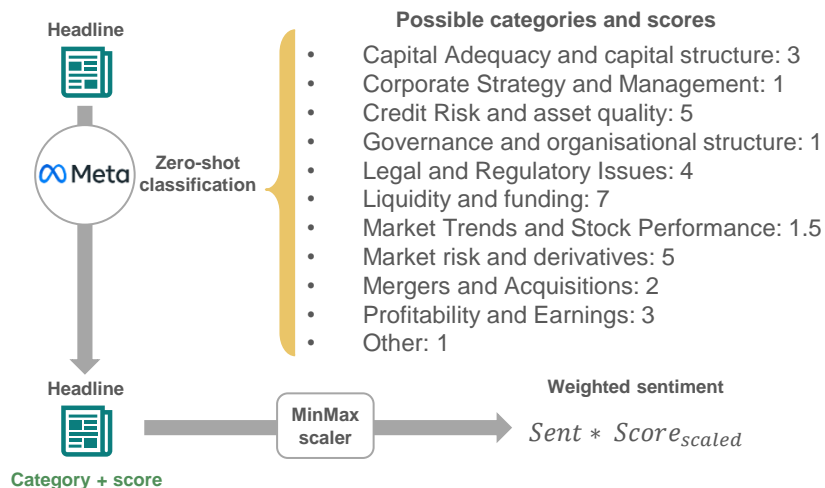 Possible categories and scores
Headline
• Capital Adequacy and capital structure: 3
• Corporate Strategy and Management: 1
• Credit Risk and asset quality: 5
• Governance and organisational structure: 1
• Legal and Regulatory Issues: 4
• Liquidity and funding: 7
• Market Trends and Stock Performance: 1.5
• Market risk and derivatives: 5
• Mergers and Acquisitions: 2
• Profitability and Earnings: 3
• Other: 1
Meta
Zero-shot
classification
Headline
MinMax
scaler
Weighted sentiment
Sent * Score_scaled
Category + score